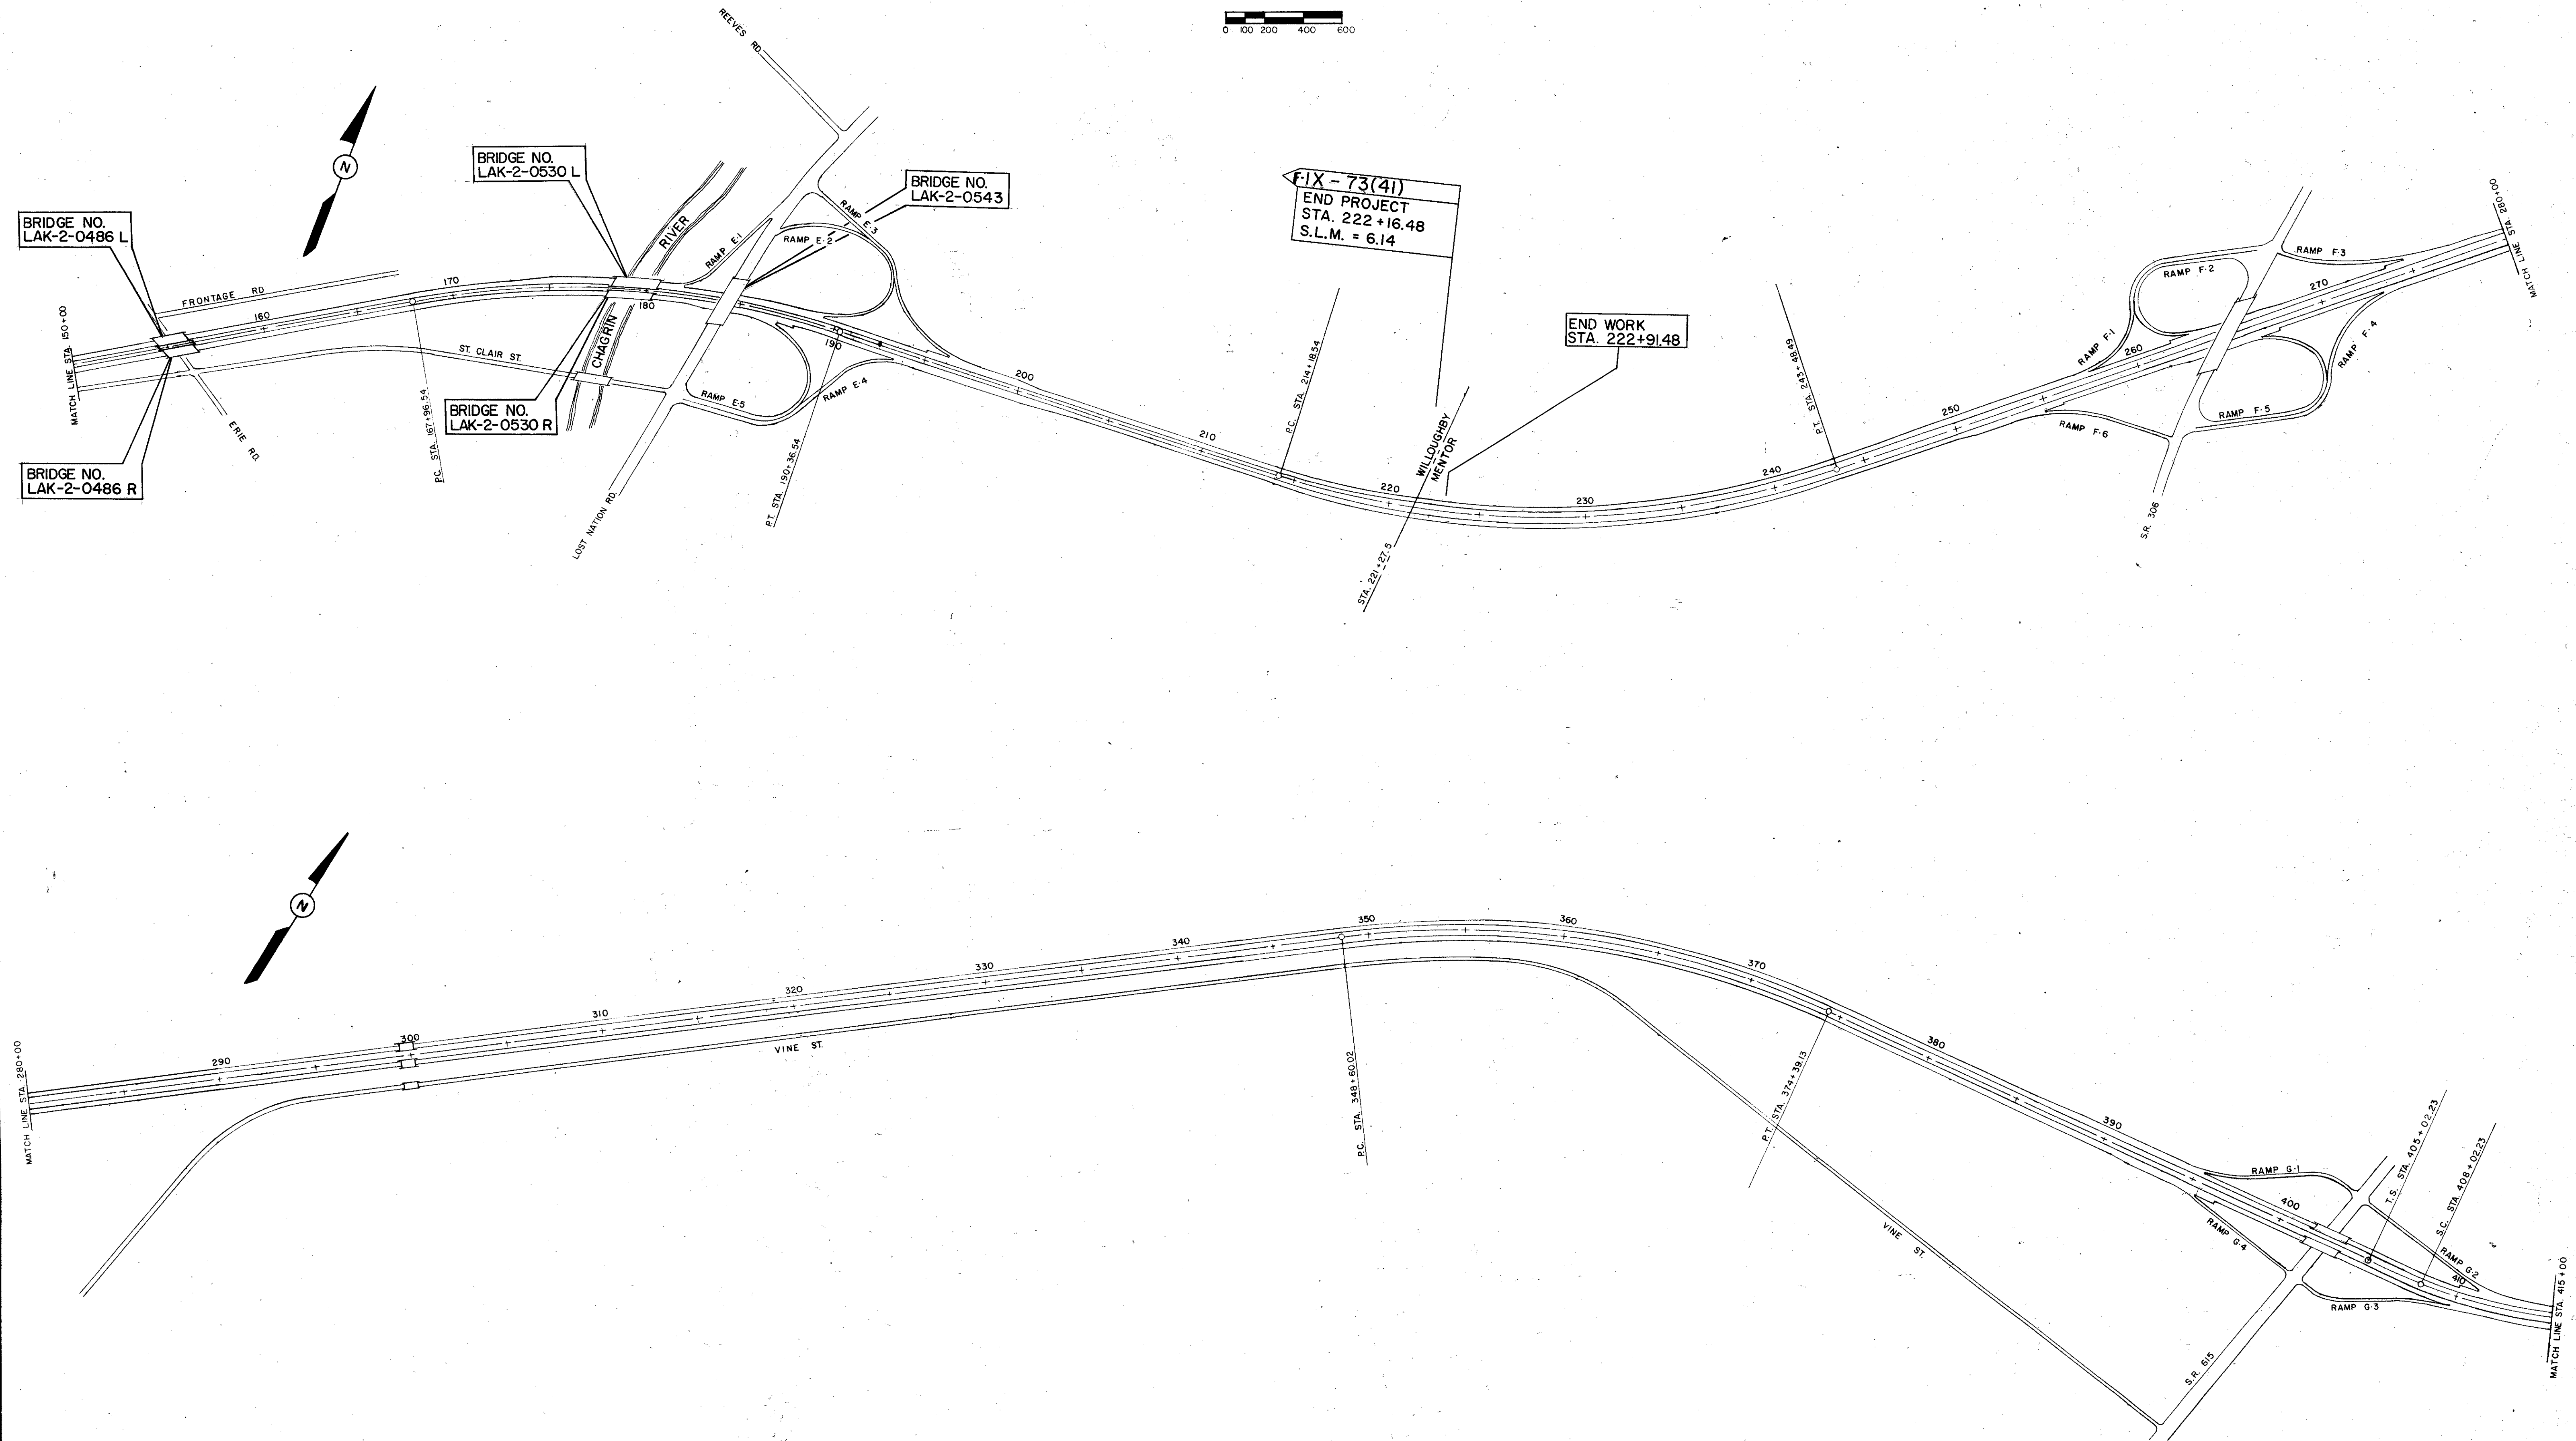 0 100 200 400 600
REEVES RD.
BRIDGE NO.
LAK-2-0486 L
BRIDGE NO.
LAK-2-0530 L
BRIDGE NO.
LAK-2-0543
F-1X - 73(41)
END PROJECT
STA. 222+16.48
S.L.M. = 6.14
N
RIVER
RAMP E-1
RAMP E-2
RAMP E-3
FRONTAGE RD
MATCH LINE STA. 150+00
160
170
180
190
200
210
220
230
240
250
260
270
CHAGRIN
ST. CLAIR ST.
RAMP E-5
RAMP E-4
END WORK
STA. 222+91.48
BRIDGE NO.
LAK-2-0530 R
BRIDGE NO.
LAK-2-0486 R
ERIE RD.
P.C. STA. 167+96.54
LOST NATION RD.
P.T. STA. 190+36.54
P.C. STA. 214+18.54
WILLOUGHBY
MENTOR
STA. 221+27.5
P.T. STA. 243+48.49
RAMP F-1
RAMP F-2
RAMP F-3
RAMP F-4
RAMP F-5
RAMP F-6
S.R. 306
MATCH LINE STA. 280+00
N
MATCH LINE STA. 280+00
290
300
310
320
330
340
350
360
370
380
390
400
410
VINE ST.
P.C. STA. 348+60.02
P.T. STA. 374+39.13
VINE ST.
RAMP G-1
RAMP G-4
RAMP G-2
RAMP G-3
T.S. STA. 405+02.23
S.C. STA. 408+02.23
S.R. 615
MATCH LINE STA. 415+00